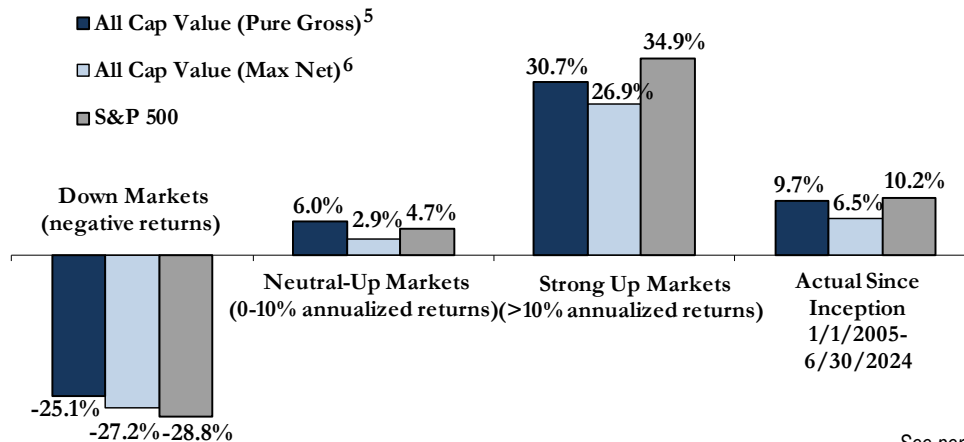 All Cap Value (Pure Gross)5
All Cap Value (Max Net)6
S&P 500
Down Markets
(negative returns)
-25.1%
-27.2%
-28.8%
6.0%
2.9%
4.7%
Neutral-Up Markets
(0-10% annualized returns)
30.7%
26.9%
34.9%
Strong Up Markets
(>10% annualized returns)
9.7%
6.5%
10.2%
Actual Since
Inception
1/1/2005-
6/30/2024